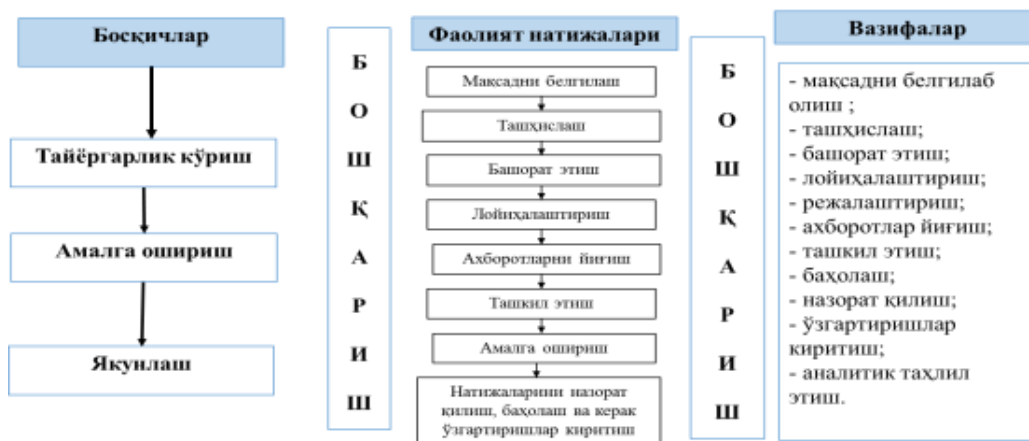 Босқичлар
Тайёргарлик кўриш
Амалга ошириш
Якунлаш
Б
О
Ш
Қ
А
Р
И
Ш
Фаолият натижалари
Мақсадни белгилаш
Ташҳислаш
Башорат этиш
Лойиҳалаштириш
Ахборотларни йиғиш
Ташкил этиш
Амалга ошириш
Натижаларини назорат
қилиш, баҳолаш ва керак
ўзгартиришлар киритиш
Б
О
Ш
Қ
А
Р
И
Ш
Вазифалар
- мақсадни белгилаб
олиш ;
- ташҳислаш;
- башорат этиш;
- лойиҳалаштириш;
- режалаштириш;
- ахборотлар йиғиш;
- ташкил этиш;
- баҳолаш;
- назорат қилиш;
- ўзгартиришлар
киритиш;
- аналитик таҳлил
этиш.